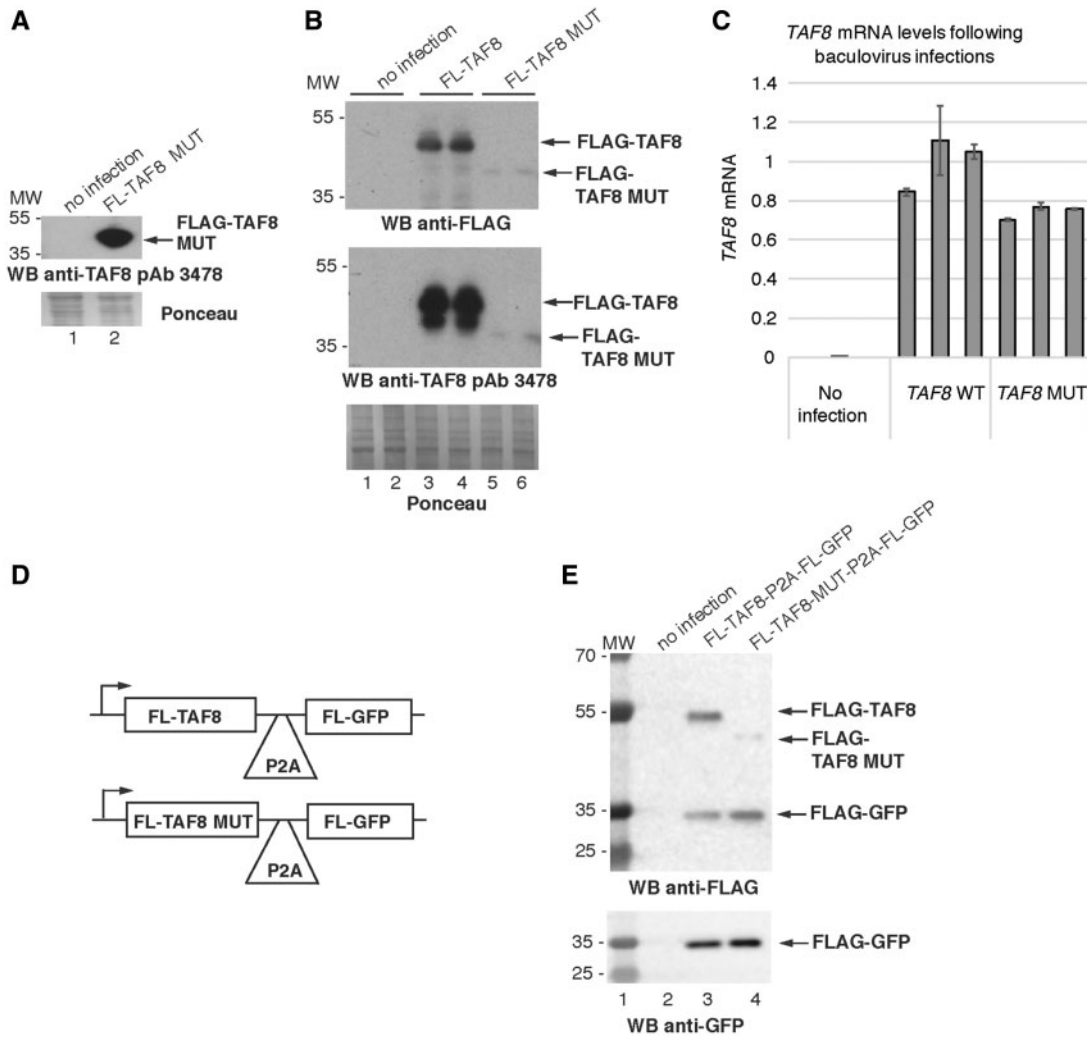 A
MW
no infection
FL-TAF8 MUT
55 -
35 -
FLAG-TAF8
MUT
WB anti-TAF8 pAb 3478
Ponceau
1 2
B
MW
no infection
FL-TAF8
FL-TAF8 MUT
55 -
35 -
FLAG-TAF8
FLAG-
TAF8 MUT
WB anti-FLAG
55 -
35 -
FLAG-TAF8
FLAG-
TAF8 MUT
WB anti-TAF8 pAb 3478
1 2 3 4 5 6
Ponceau
C
TAF8 mRNA levels following
baculovirus infections
TAF8 mRNA
1.4
1.2
1
0.8
0.6
0.4
0.2
0
No
infection
TAF8 WT
TAF8 MUT
D
FL-TAF8
FL-GFP
P2A
FL-TAF8 MUT
FL-GFP
P2A
E
MW
no infection
FL-TAF8-P2A-FL-GFP
FL-TAF8-MUT-P2A-FL-GFP
70 -
55 -
35 -
25 -
FLAG-TAF8
FLAG-
TAF8 MUT
FLAG-GFP
WB anti-FLAG
35 -
25 -
FLAG-GFP
1 2 3 4
WB anti-GFP